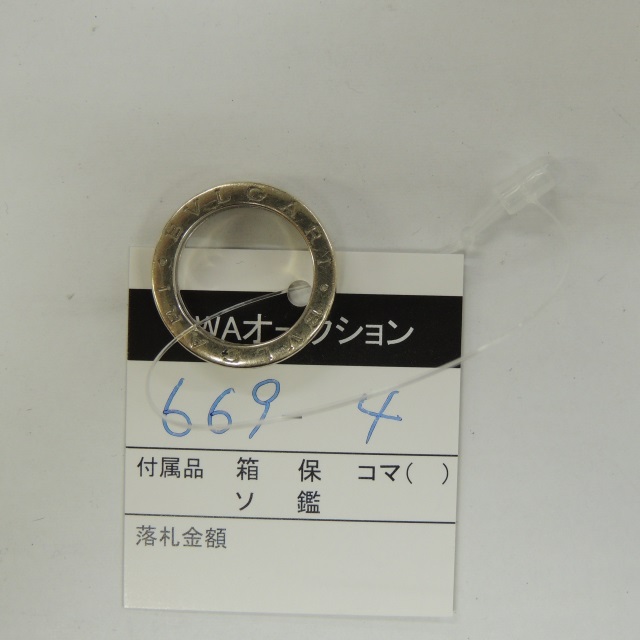 BVLGARI • BVLGARI
WAオークション
669-4
付属品 箱 保 コマ( )
ソ 鑑
落札金額